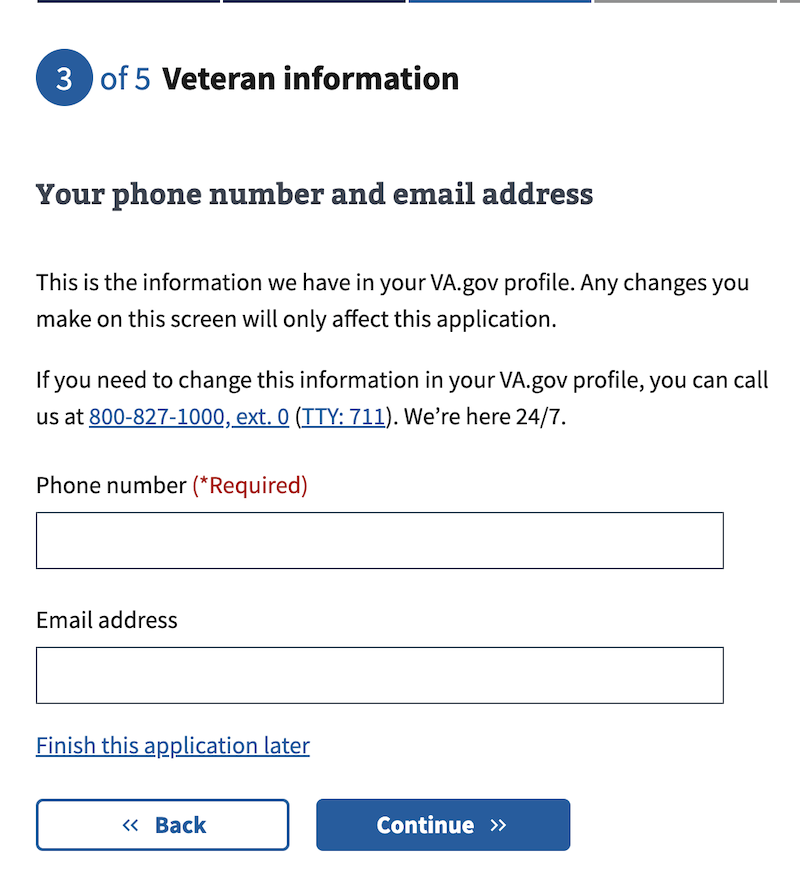 3 of 5 Veteran information
Your phone number and email address
This is the information we have in your VA.gov profile. Any changes you
make on this screen will only affect this application.
If you need to change this information in your VA.gov profile, you can call
us at 800-827-1000, ext. 0 (TTY: 711). We’re here 24/7.
Phone number (*Required)
Email address
Finish this application later
« Back
Continue »